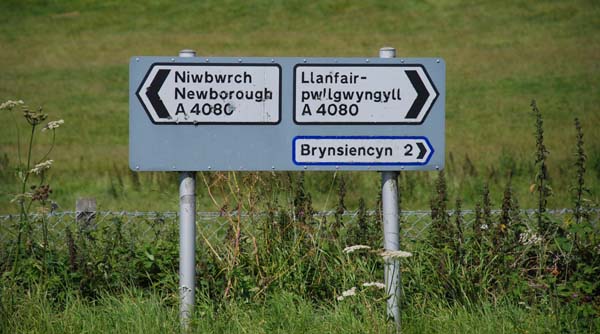 Niwbwrch
Newborough
A 4080
Llanfair-
pwllgwyngyll
A 4080
Brynsiencyn 2